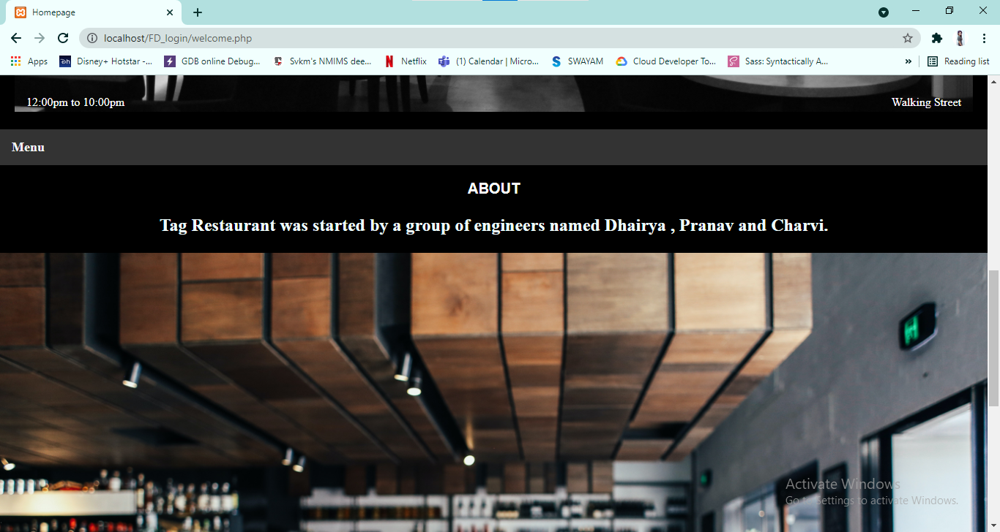 Homepage
localhost/FD_login/welcome.php
Apps Disney+ Hotstar -... GDB online Debug... Svkm's NMIMS dee... Netflix (1) Calendar | Micro... SWAYAM Cloud Developer To... Sass: Syntactically A... » Reading list
12:00pm to 10:00pm Walking Street
Menu
ABOUT
Tag Restaurant was started by a group of engineers named Dhairya , Pranav and Charvi.
Activate Windows
Go to Settings to activate Windows.